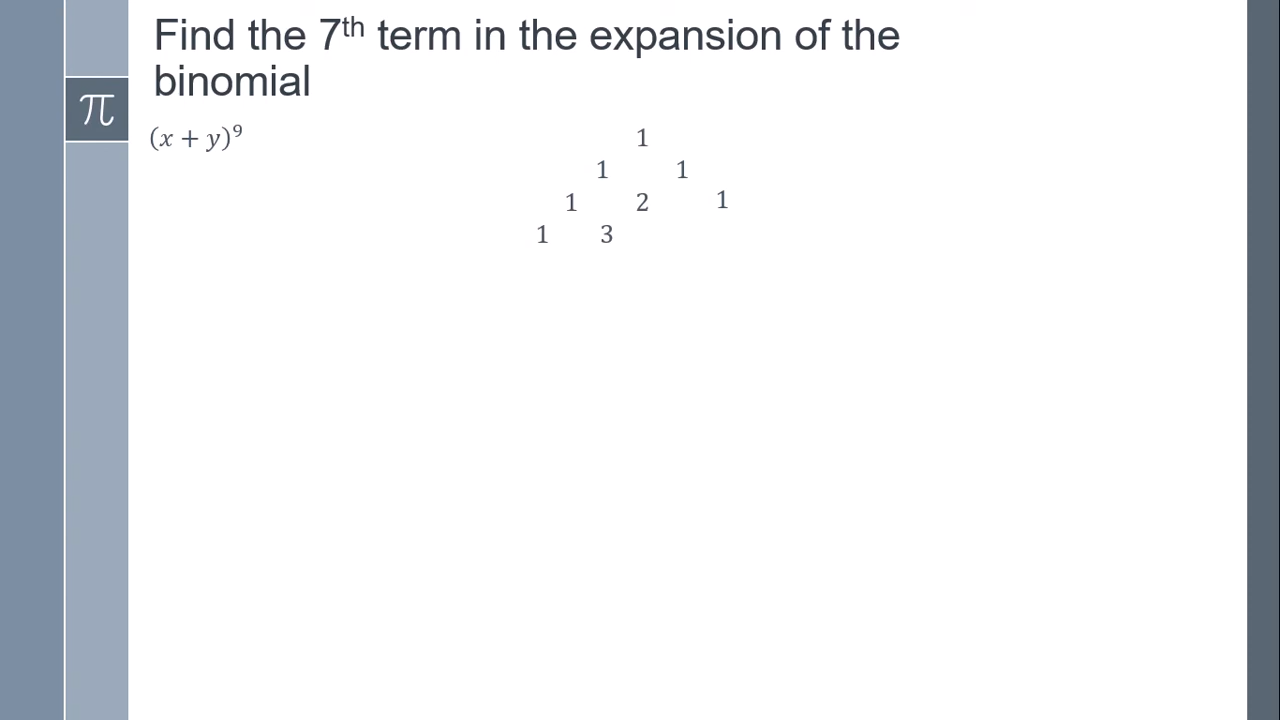 Find the 7th term in the expansion of the
binomial
π
(x + y)⁹
1
1 1
1 2 1
1 3